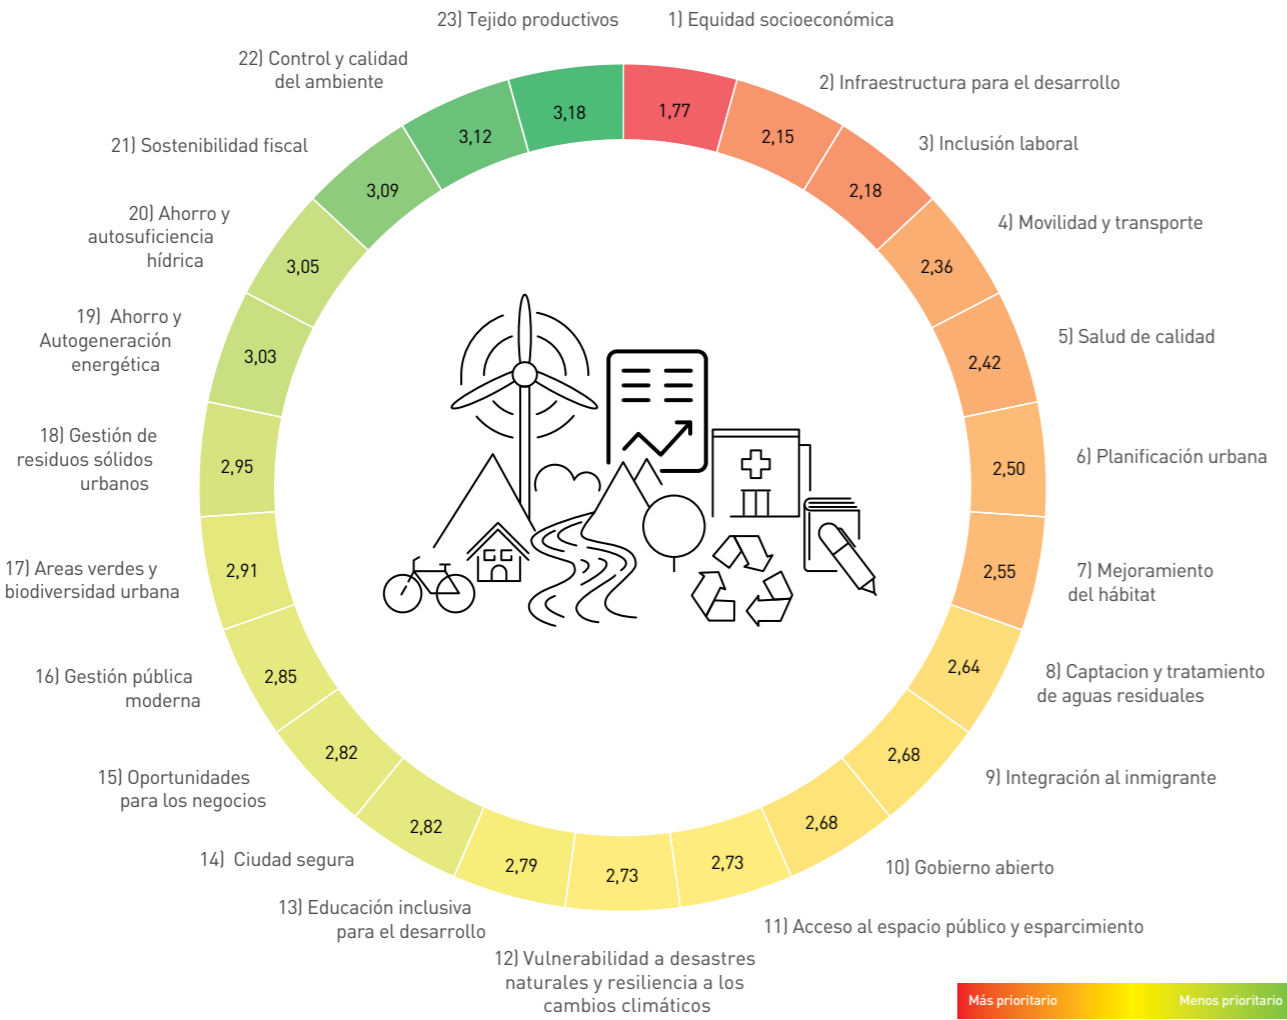 23) Tejido productivos
1) Equidad socioeconómica
22) Control y calidad
del ambiente
2) Infraestructura para el desarrollo
21) Sostenibilidad fiscal
3) Inclusión laboral
20) Ahorro y
autosuficiencia
hídrica
4) Movilidad y transporte
19) Ahorro y
Autogeneración
energética
5) Salud de calidad
18) Gestión de
residuos sólidos
urbanos
6) Planificación urbana
17) Areas verdes y
biodiversidad urbana
7) Mejoramiento
del hábitat
16) Gestión pública
moderna
8) Captacion y tratamiento
de aguas residuales
15) Oportunidades
para los negocios
9) Integración al inmigrante
14) Ciudad segura
10) Gobierno abierto
13) Educación inclusiva
para el desarrollo
11) Acceso al espacio público y esparcimiento
12) Vulnerabilidad a desastres
naturales y resiliencia a los
cambios climáticos
1,77
2,15
2,18
2,36
2,42
2,50
2,55
2,64
2,68
2,68
2,73
2,73
2,79
2,82
2,82
2,85
2,91
2,95
3,03
3,05
3,09
3,12
3,18
Más prioritario
Menos prioritario